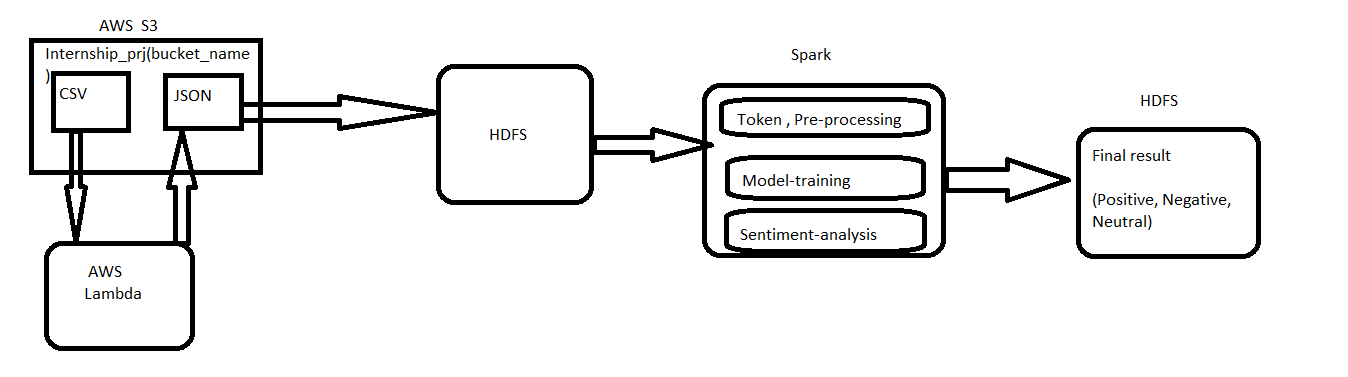 AWS S3
Internship_prj(bucket_name
)
CSV
JSON
AWS
Lambda
HDFS
Spark
Token , Pre-processing
Model-training
Sentiment-analysis
HDFS
Final result
(Positive, Negative,
Neutral)